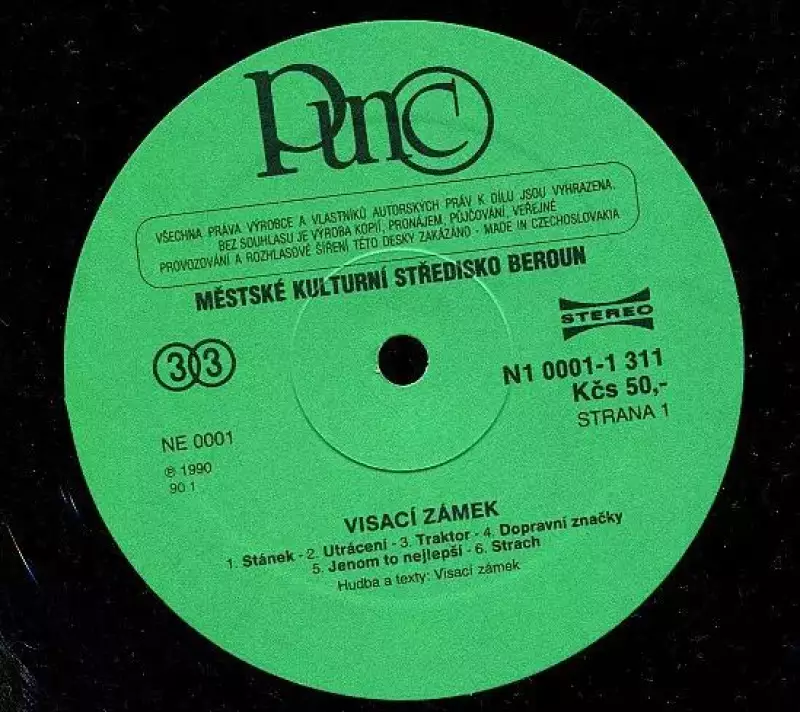 Punc
VŠECHNA PRÁVA VÝROBCE A VLASTNÍKŮ AUTORSKÝCH PRÁV K DÍLU JSOU VYHRAZENA.
BEZ SOUHLASU JE VÝROBA KOPIÍ, PRONÁJEM, PŮJČOVÁNÍ, VEŘEJNÉ
PROVOZOVÁNÍ A ROZHLASOVÉ ŠÍŘENÍ TÉTO DESKY ZAKÁZÁNO - MADE IN CZECHOSLOVAKIA
MĚSTSKÉ KULTURNÍ STŘEDISKO BEROUN
STEREO
33
N1 0001-1 311
Kčs 50,-
STRANA 1
NE 0001
℗ 1990
90 1
VISACÍ ZÁMEK
1. Stánek - 2. Utrácení - 3. Traktor - 4. Dopravní značky
5. Jenom to nejlepší - 6. Strach
Hudba a texty: Visací zámek